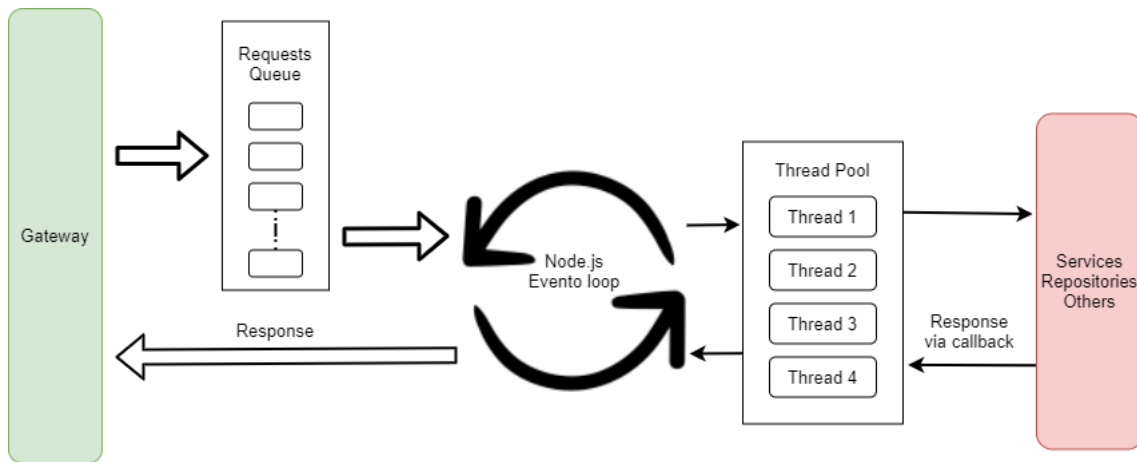 Requests
Queue
Gateway
Node.js
Evento loop
Response
Thread Pool
Thread 1
Thread 2
Thread 3
Thread 4
Response
via callback
Services
Repositories
Others